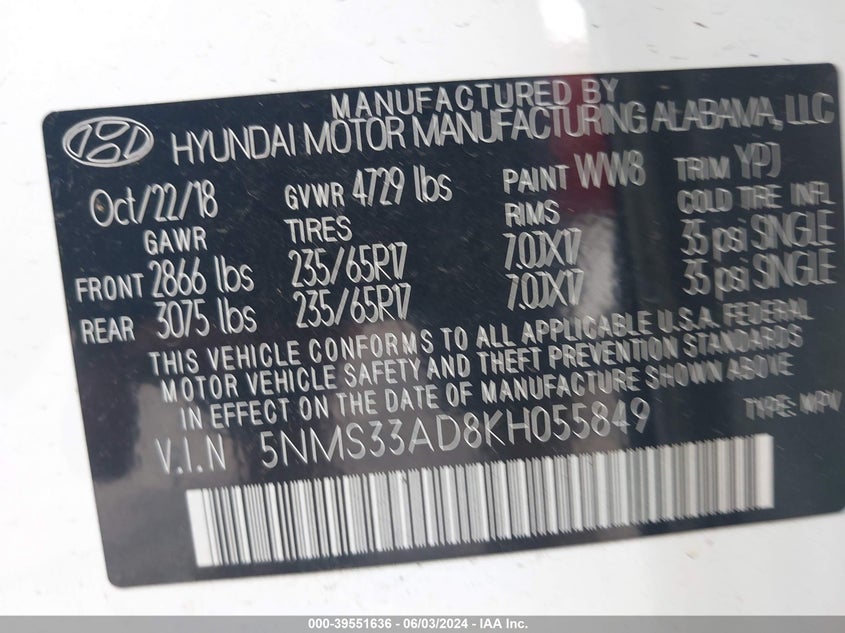 MANUFACTURED BY
HYUNDAI MOTOR MANUFACTURING ALABAMA, LLC
Oct/22/18 GVWR 4729 lbs PAINT WW8 TRIM YPJ
GAWR TIRES RIMS COLD TIRE INFL
FRONT 2866 lbs 235/65R17 7.0JX17 35 psi SINGLE
REAR 3075 lbs 235/65R17 7.0JX17 35 psi SINGLE
THIS VEHICLE CONFORMS TO ALL APPLICABLE U.S.A. FEDERAL
MOTOR VEHICLE SAFETY AND THEFT PREVENTION STANDARDS
IN EFFECT ON THE DATE OF MANUFACTURE SHOWN ABOVE
V.I.N 5NMS33AD8KH055849 TYPE: MPV
000-39551636 - 06/03/2024 - IAA Inc.